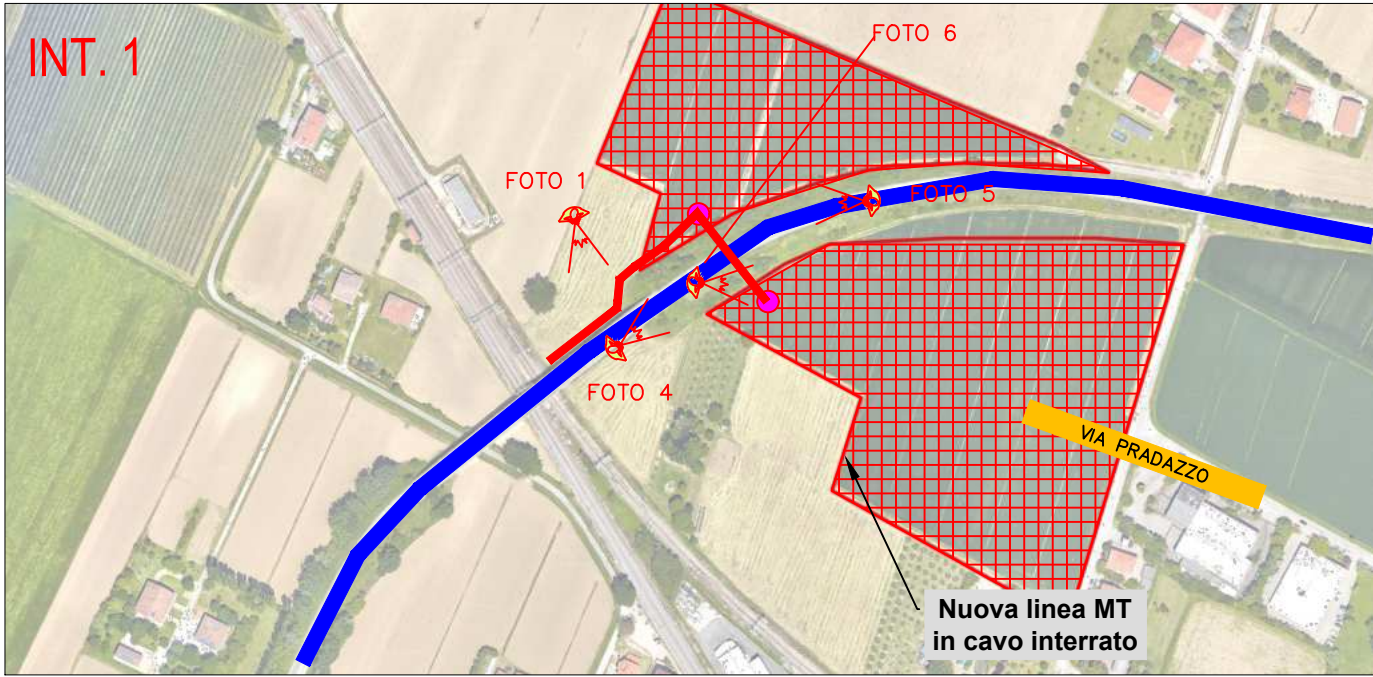 INT. 1
FOTO 6
FOTO 1
FOTO 5
FOTO 4
VIA PRADAZZO
Nuova linea MT
in cavo interrato